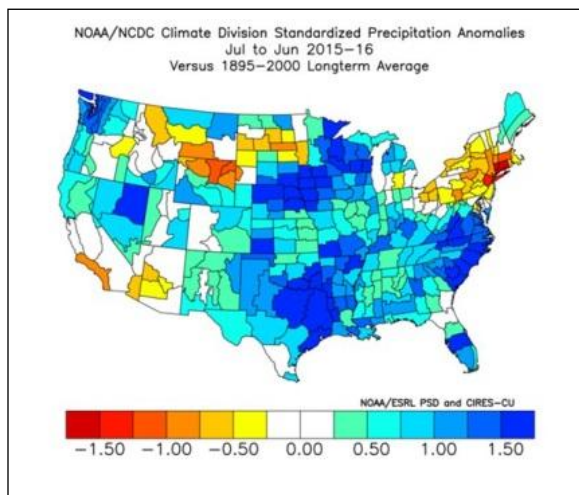 NOAA/NCDC Climate Division Standardized Precipitation Anomalies
Jul to Jun 2015-16
Versus 1895-2000 Longterm Average
NOAA/ESRL PSD and CIRES-CU
-1.50 -1.00 -0.50 0.00 0.50 1.00 1.50